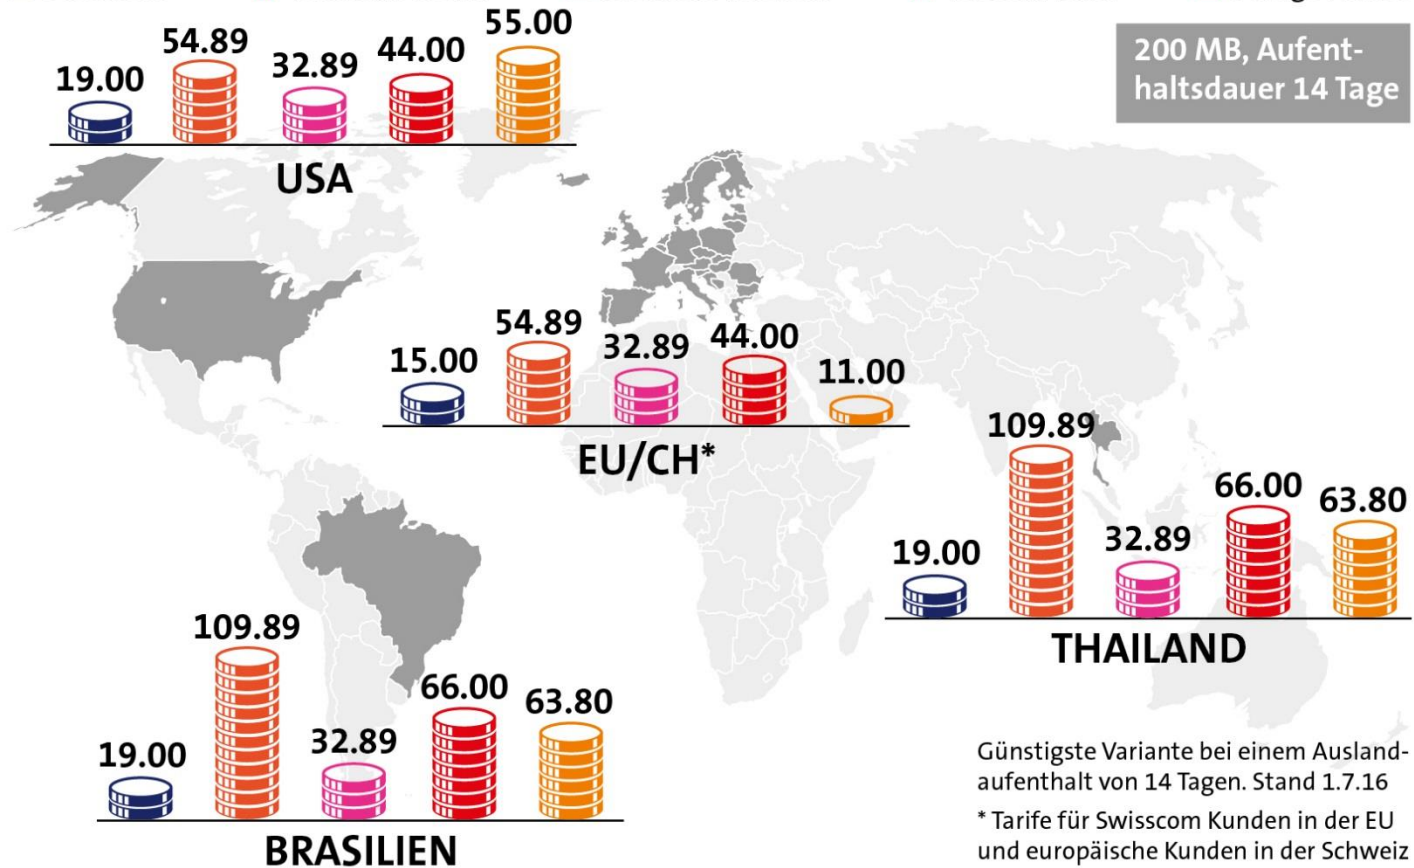 55.00
54.89
44.00
32.89
19.00
USA
200 MB, Aufent-
haltsdauer 14 Tage
54.89
44.00
32.89
15.00
11.00
EU/CH*
109.89
66.00
63.80
32.89
19.00
THAILAND
109.89
66.00
63.80
32.89
19.00
BRASILIEN
Günstigste Variante bei einem Ausland-
aufenthalt von 14 Tagen. Stand 1.7.16
* Tarife für Swisscom Kunden in der EU
und europäische Kunden in der Schweiz